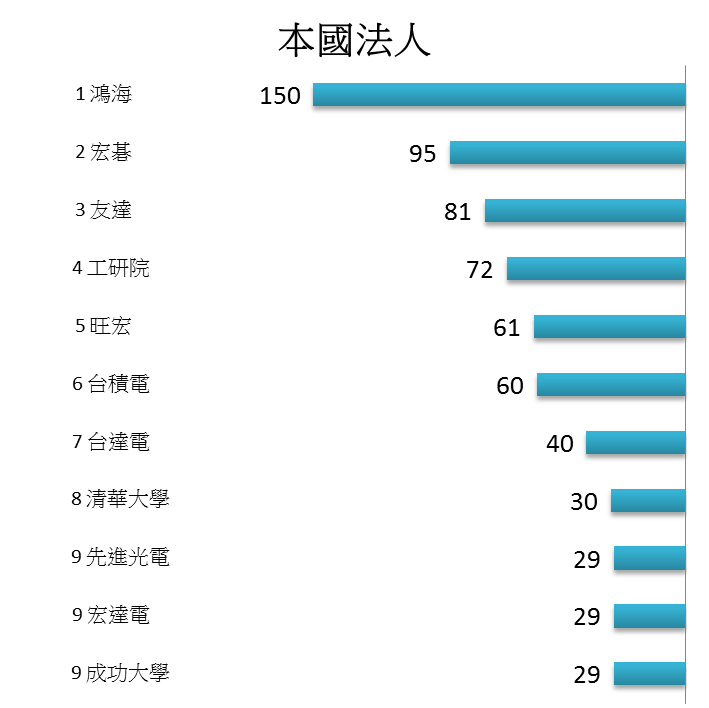 本國法人
1 鴻海 150
2 宏碁 95
3 友達 81
4 工研院 72
5 旺宏 61
6 台積電 60
7 台達電 40
8 清華大學 30
9 先進光電 29
9 宏達電 29
9 成功大學 29